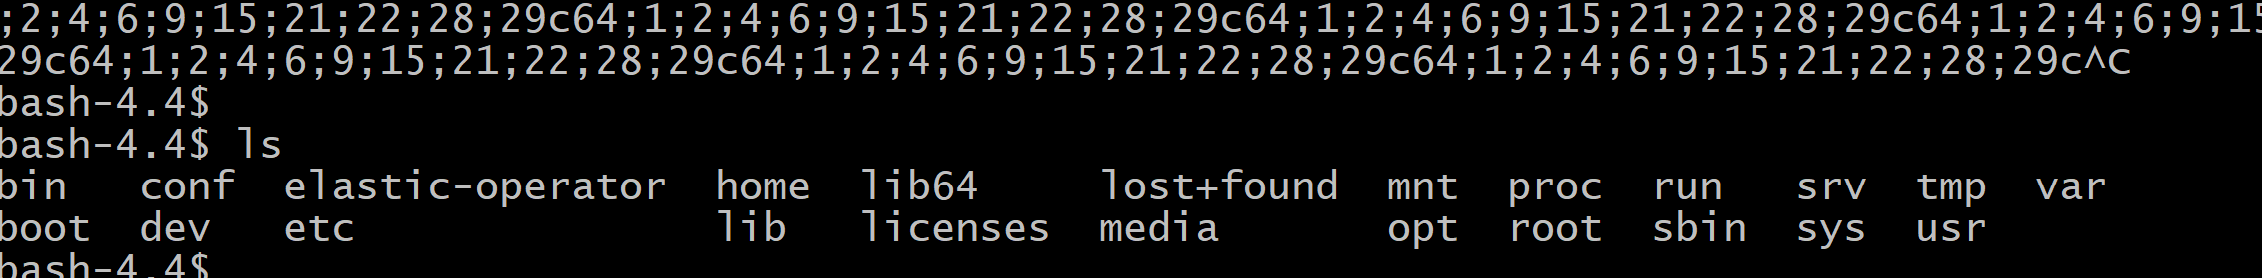 ;2;4;6;9;15;21;22;28;29c64;1;2;4;6;9;15;21;22;28;29c64;1;2;4;6;9;15;21;22;28;29c64;1;2;4;6;9;15
29c64;1;2;4;6;9;15;21;22;28;29c64;1;2;4;6;9;15;21;22;28;29c64;1;2;4;6;9;15;21;22;28;29c^C
bash-4.4$
bash-4.4$ ls
bin conf elastic-operator home lib64 lost+found mnt proc run srv tmp var
boot dev etc lib licenses media opt root sbin sys usr
bash-4.4$